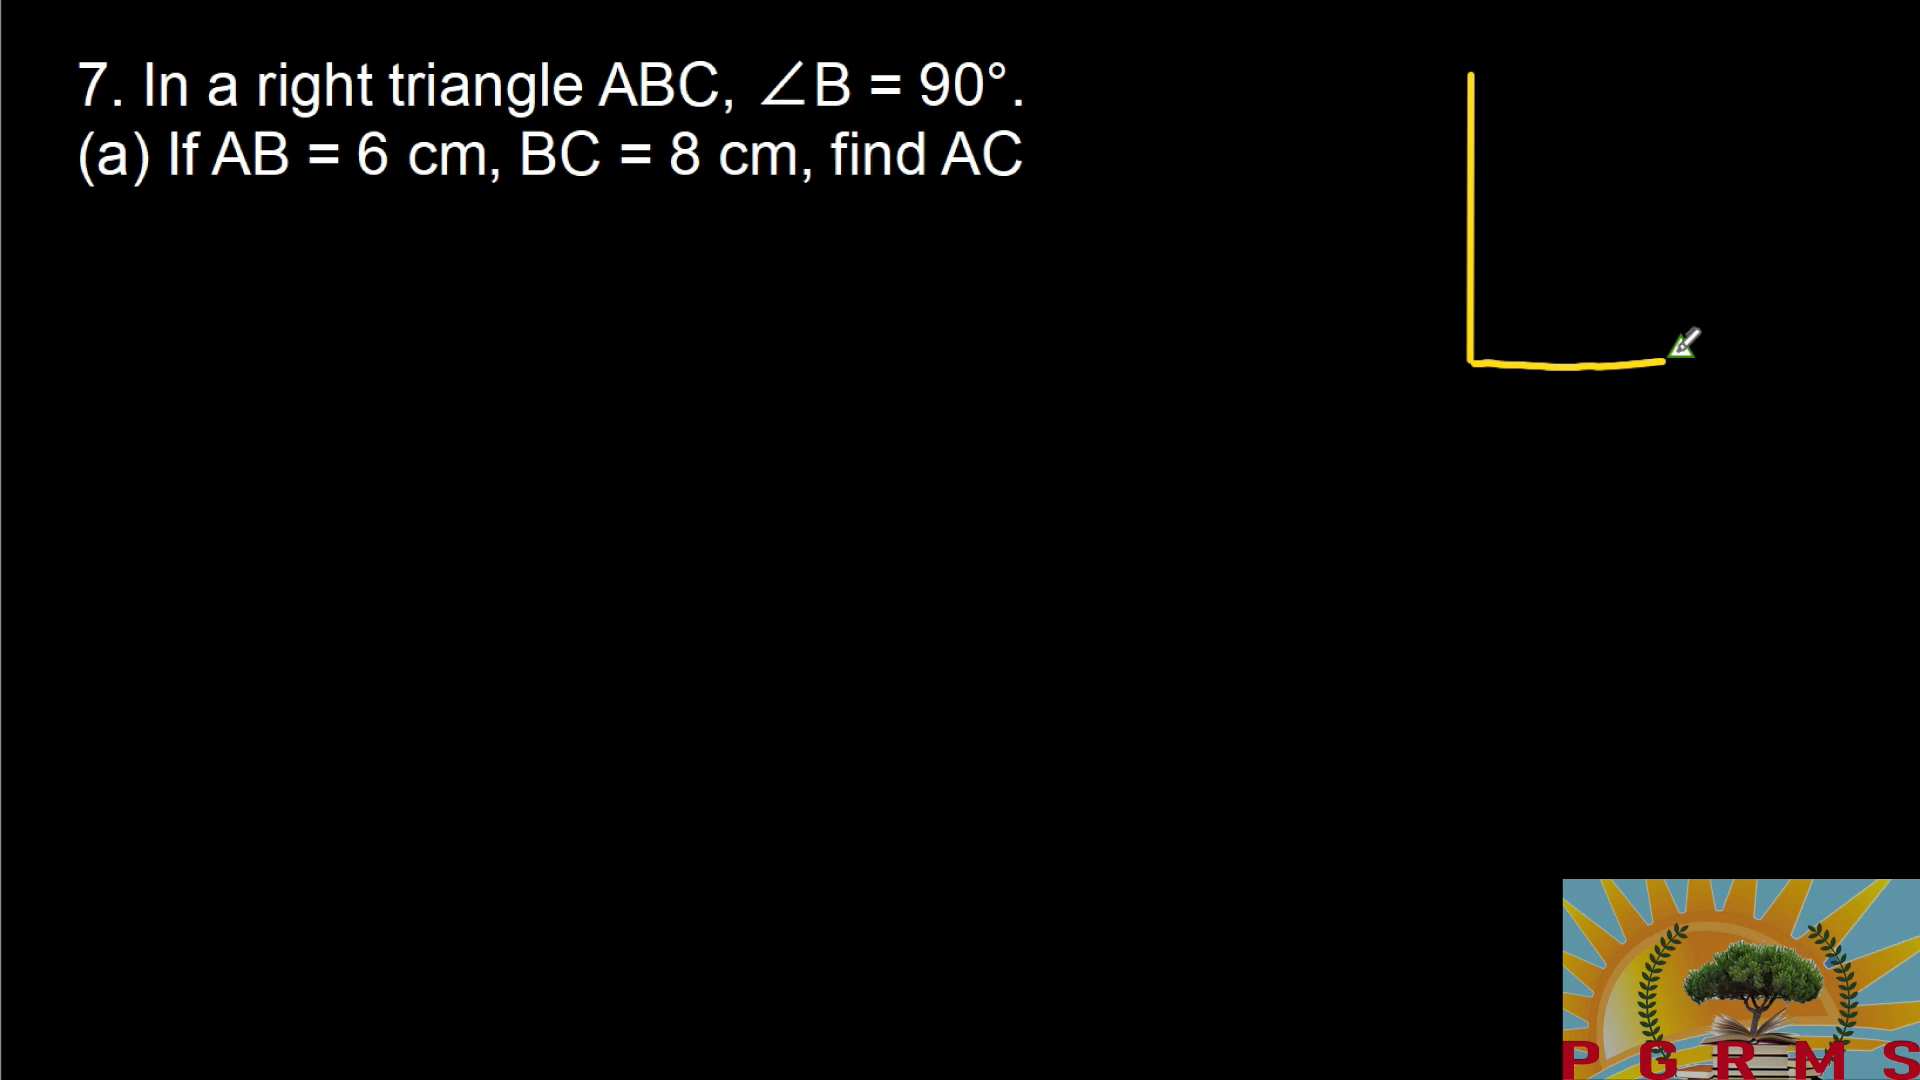 7. In a right triangle ABC, ∠B = 90°.
(a) If AB = 6 cm, BC = 8 cm, find AC
P G R M S